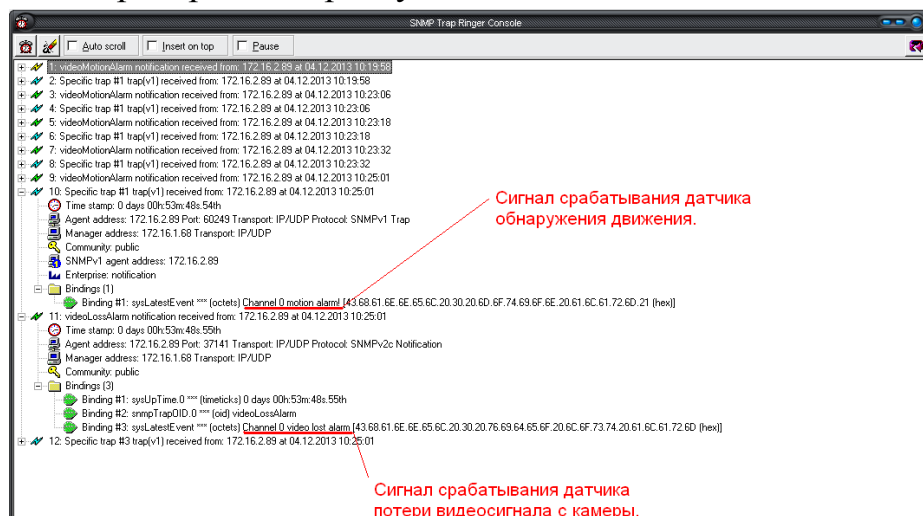 SNMP Trap Ringer Console
Auto scroll Insert on top Pause
1: videoMotionAlarm notification received from: 172.16.2.89 at 04.12.2013 10:19:58
2: Specific trap #1 trap(v1) received from: 172.16.2.89 at 04.12.2013 10:19:58
3: videoMotionAlarm notification received from: 172.16.2.89 at 04.12.2013 10:23:06
4: Specific trap #1 trap(v1) received from: 172.16.2.89 at 04.12.2013 10:23:06
5: videoMotionAlarm notification received from: 172.16.2.89 at 04.12.2013 10:23:18
6: Specific trap #1 trap(v1) received from: 172.16.2.89 at 04.12.2013 10:23:18
7: videoMotionAlarm notification received from: 172.16.2.89 at 04.12.2013 10:23:32
8: Specific trap #1 trap(v1) received from: 172.16.2.89 at 04.12.2013 10:23:32
9: videoMotionAlarm notification received from: 172.16.2.89 at 04.12.2013 10:25:01
10: Specific trap #1 trap(v1) received from: 172.16.2.89 at 04.12.2013 10:25:01
Сигнал срабатывания датчика
обнаружения движения.
Time stamp: 0 days 00h:53m:48s.54th
Agent address: 172.16.2.89 Port: 60249 Transport: IP/UDP Protocol: SNMPv1 Trap
Manager address: 172.16.1.68 Transport: IP/UDP
Community: public
SNMPv1 agent address: 172.16.2.89
Enterprise: notification
Bindings (1)
Binding #1: sysLatestEvent *** (octets) Channel 0 motion alarm! [43.68.61.6E.6E.65.6C.20.30.20.6D.6F.74.69.6F.6E.20.61.6C.61.72.6D.21 (hex)]
11: videoLossAlarm notification received from: 172.16.2.89 at 04.12.2013 10:25:01
Time stamp: 0 days 00h:53m:48s.55th
Agent address: 172.16.2.89 Port: 37141 Transport: IP/UDP Protocol: SNMPv2c Notification
Manager address: 172.16.1.68 Transport: IP/UDP
Community: public
Bindings (3)
Binding #1: sysUpTime.0 *** (timeticks) 0 days 00h:53m:48s.55th
Binding #2: snmpTrapOID.0 *** (oid) videoLossAlarm
Binding #3: sysLatestEvent *** (octets) Channel 0 video lost alarm [43.68.61.6E.6E.65.6C.20.30.20.76.69.64.65.6F.20.6C.6F.73.74.20.61.6C.61.72.6D (hex)]
12: Specific trap #3 trap(v1) received from: 172.16.2.89 at 04.12.2013 10:25:01
Сигнал срабатывания датчика
потери видеосигнала с камеры.